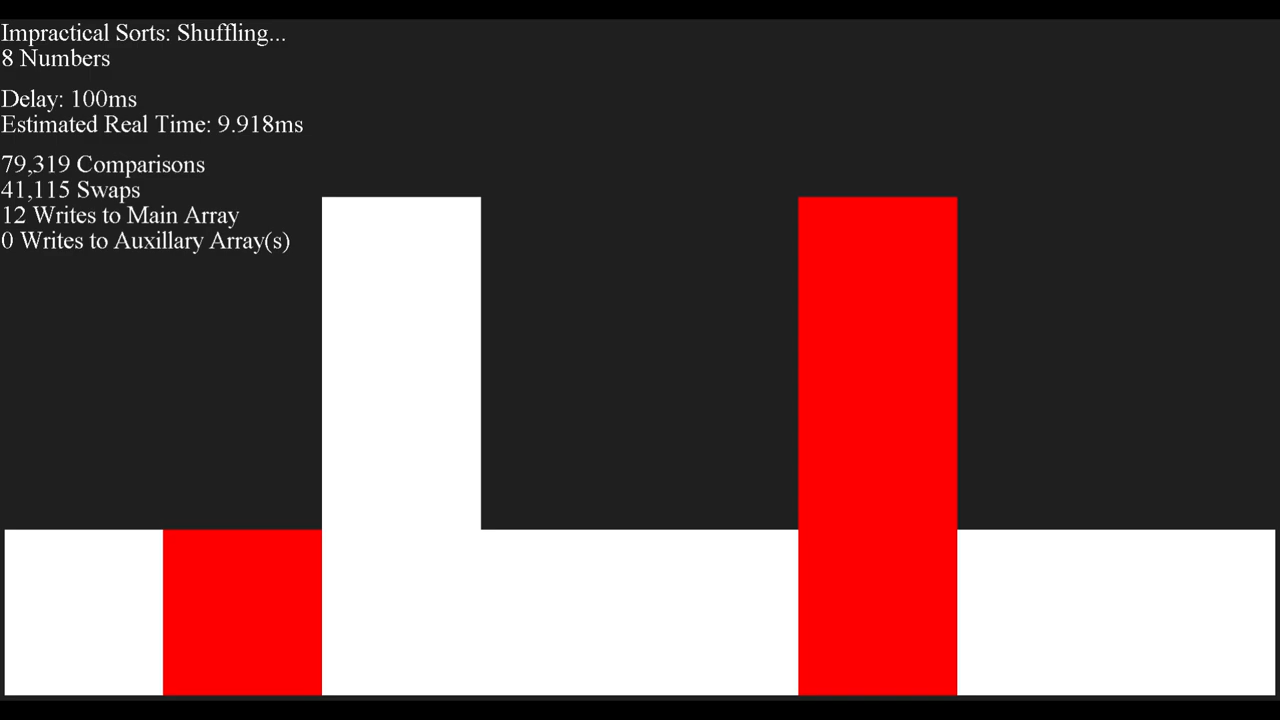 Impractical Sorts: Shuffling...
8 Numbers
Delay: 100ms
Estimated Real Time: 9.918ms
79,319 Comparisons
41,115 Swaps
12 Writes to Main Array
0 Writes to Auxillary Array(s)